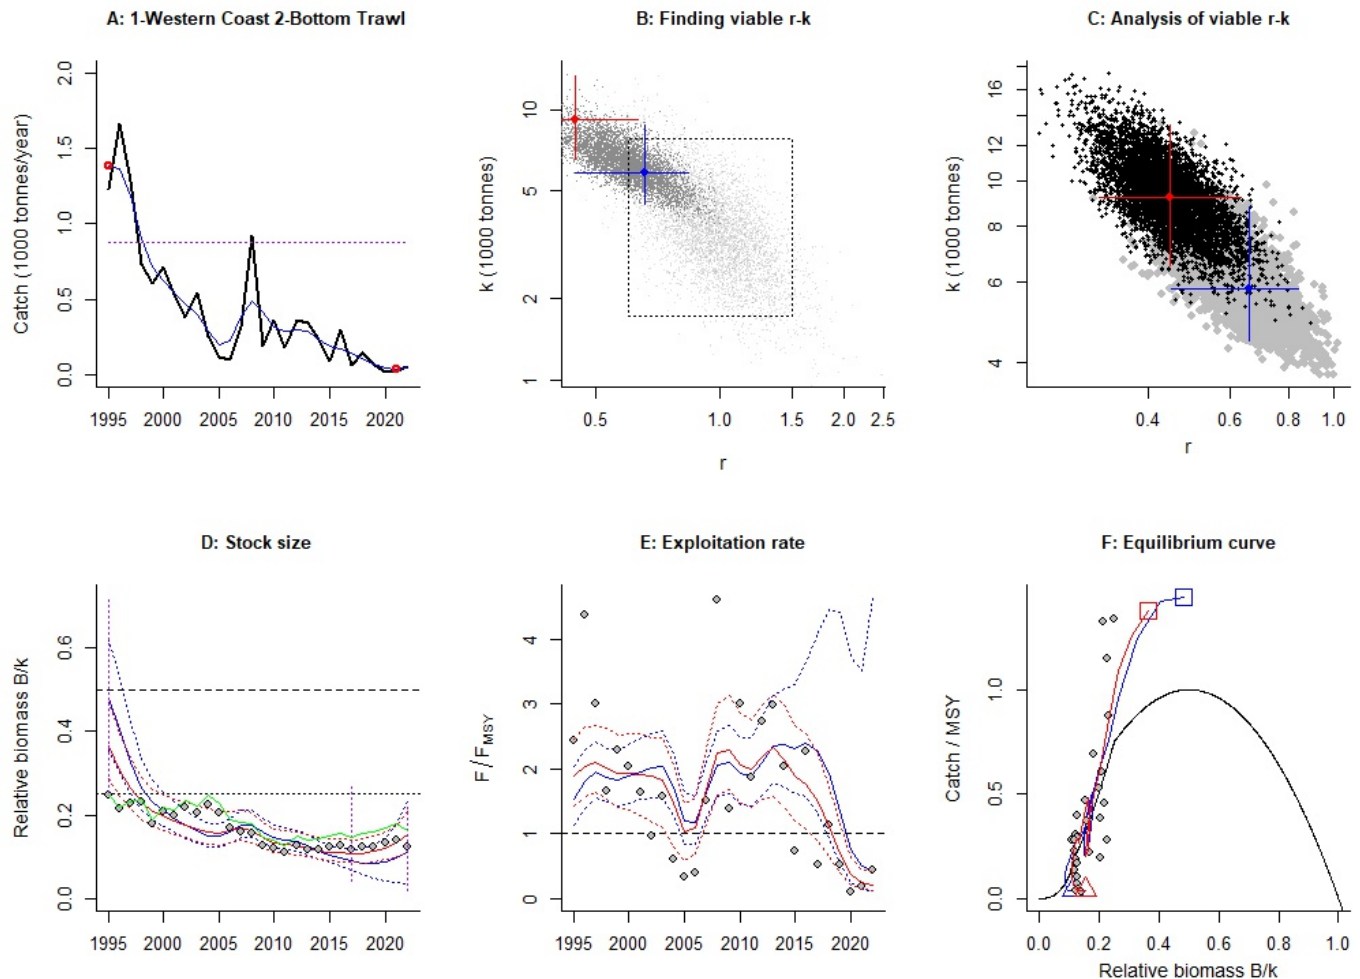 A: 1-Western Coast 2-Bottom Trawl
Catch (1000 tonnes/year)
2.0
1.5
1.0
0.5
0.0
1995 2000 2005 2010 2015 2020
B: Finding viable r-k
k (1000 tonnes)
10
5
2
1
0.5 1.0 1.5 2.0 2.5
r
C: Analysis of viable r-k
k (1000 tonnes)
16
12
10
8
6
4
0.4 0.6 0.8 1.0
r
D: Stock size
Relative biomass B/k
0.6
0.4
0.2
0.0
1995 2000 2005 2010 2015 2020
E: Exploitation rate
F / FMSY
4
3
2
1
0
1995 2000 2005 2010 2015 2020
F: Equilibrium curve
Catch / MSY
1.0
0.5
0.0
0.0 0.2 0.4 0.6 0.8 1.0
Relative biomass B/k